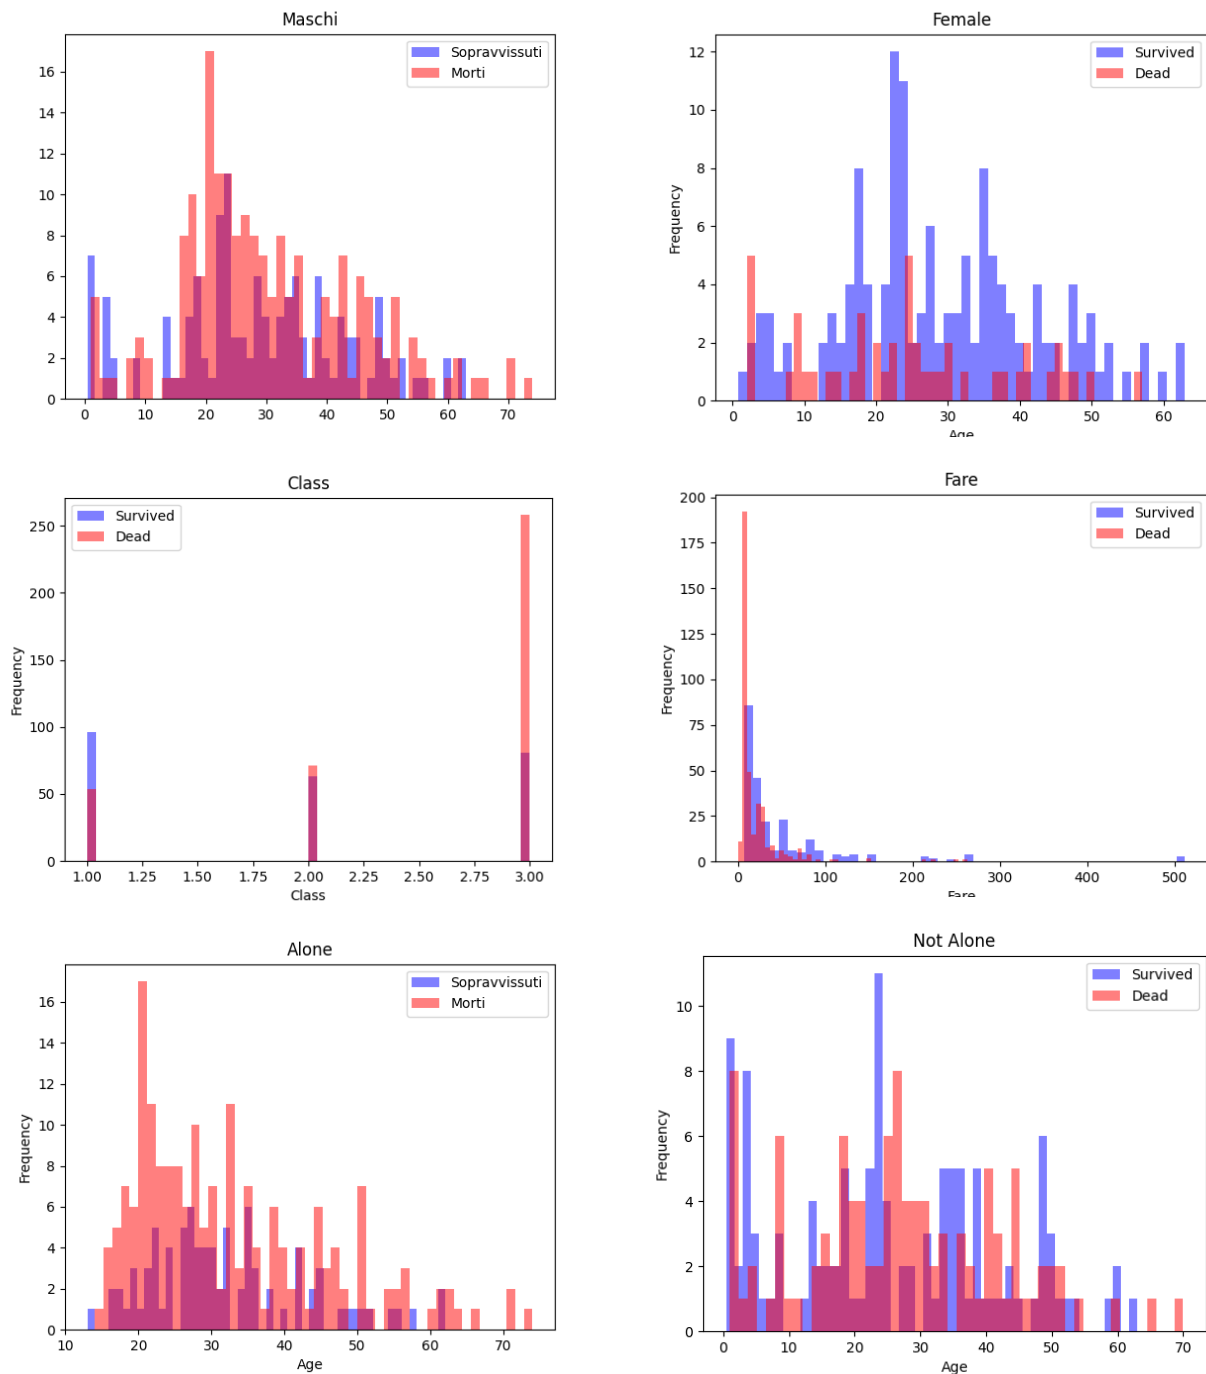 Maschi
Sopravvissuti
Morti
16
14
12
10
8
6
4
2
0
0 10 20 30 40 50 60 70
Female
Survived
Dead
Frequency
12
10
8
6
4
2
0
0 10 20 30 40 50 60
Age
Class
Survived
Dead
Frequency
250
200
150
100
50
0
1.00 1.25 1.50 1.75 2.00 2.25 2.50 2.75 3.00
Class
Fare
Survived
Dead
Frequency
200
175
150
125
100
75
50
25
0
0 100 200 300 400 500
Fare
Alone
Sopravvissuti
Morti
Frequency
16
14
12
10
8
6
4
2
0
10 20 30 40 50 60 70
Age
Not Alone
Survived
Dead
Frequency
10
8
6
4
2
0
0 10 20 30 40 50 60 70
Age